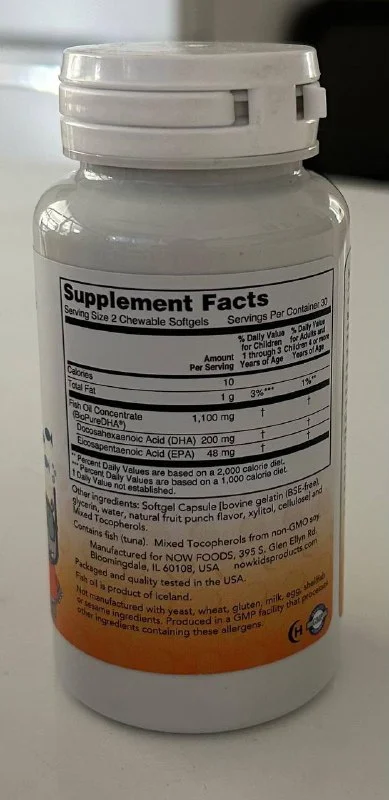 Supplement Facts
Serving Size 2 Chewable Softgels Servings Per Container 30
Amount Per Serving
% Daily Value for Children 1 through 3 Years of Age
% Daily Value for Adults and Children 4 or more Years of Age
Calories 10
Total Fat 1 g 3%*** 1%**
Fish Oil Concentrate (BioPureDHA®) 1,100 mg † †
Docosahexaenoic Acid (DHA) 200 mg † †
Eicosapentaenoic Acid (EPA) 48 mg † †
** Percent Daily Values are based on a 2,000 calorie diet.
*** Percent Daily Values are based on a 1,000 calorie diet.
† Daily Value not established.
Other ingredients: Softgel Capsule [bovine gelatin (BSE-free),
glycerin, water, natural fruit punch flavor, xylitol, cellulose] and
Mixed Tocopherols.
Contains fish (tuna). Mixed Tocopherols from non-GMO soy.
Manufactured for NOW FOODS, 395 S. Glen Ellyn Rd.
Bloomingdale, IL 60108, USA nowkidsproducts.com
Packaged and quality tested in the USA.
Fish oil is product of Iceland.
Not manufactured with yeast, wheat, gluten, milk, egg, shellfish
or sesame ingredients. Produced in a GMP facility that processes
other ingredients containing these allergens.
H